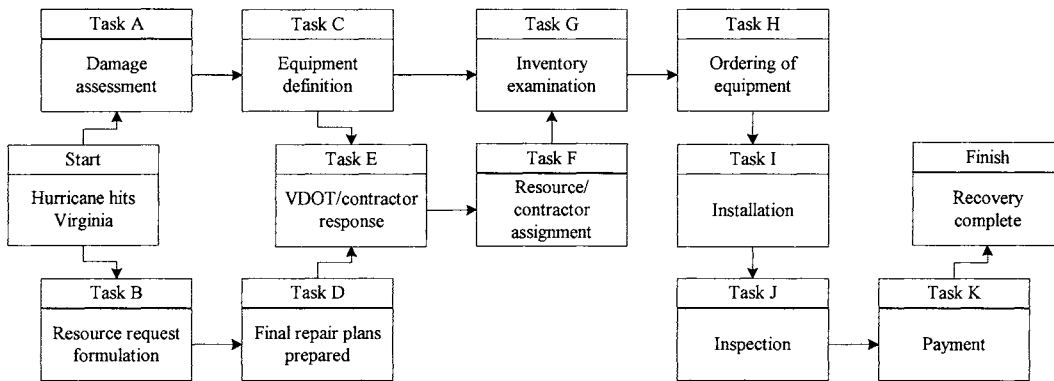 Task A
Damage
assessment
Task C
Equipment
definition
Task G
Inventory
examination
Task H
Ordering of
equipment
Start
Hurricane hits
Virginia
Task E
VDOT/contractor
response
Task F
Resource/
contractor
assignment
Task I
Installation
Finish
Recovery
complete
Task B
Resource request
formulation
Task D
Final repair plans
prepared
Task J
Inspection
Task K
Payment